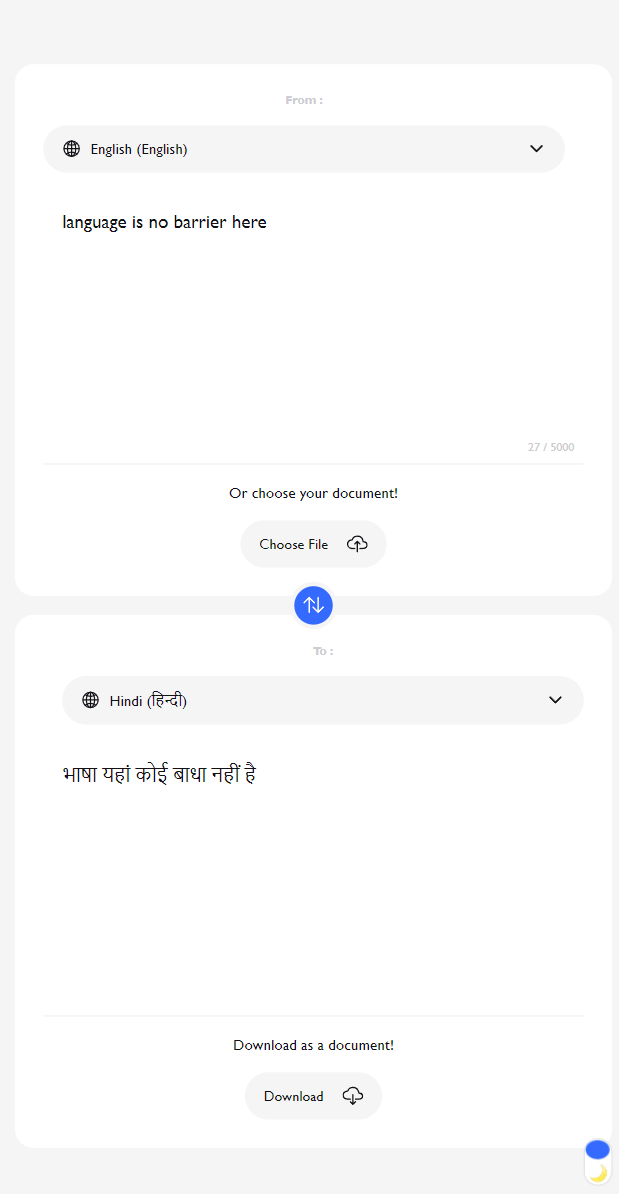 From :
English (English)
language is no barrier here
27 / 5000
Or choose your document!
Choose File
To :
Hindi (हिन्दी)
भाषा यहां कोई बाधा नहीं है
Download as a document!
Download